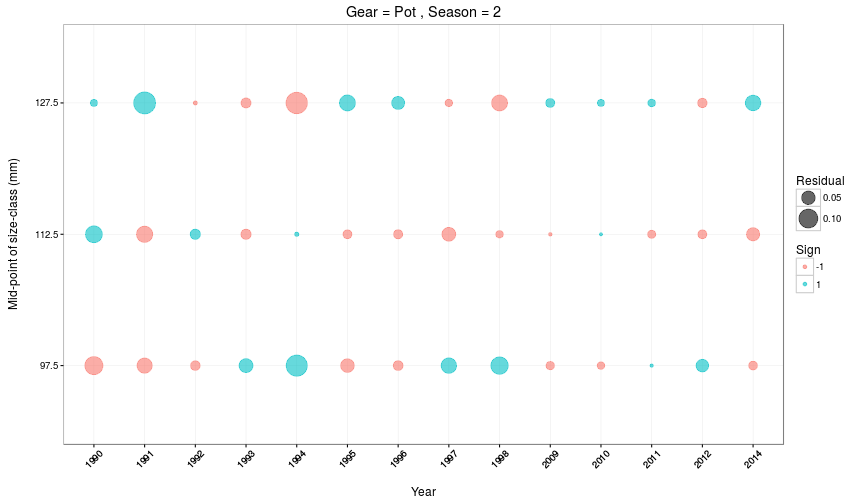 Gear = Pot , Season = 2
127.5
112.5
97.5
Mid-point of size-class (mm)
1990 1991 1992 1993 1994 1995 1996 1997 1998 2009 2010 2011 2012 2014
Year
Residual
0.05
0.10
Sign
-1
1